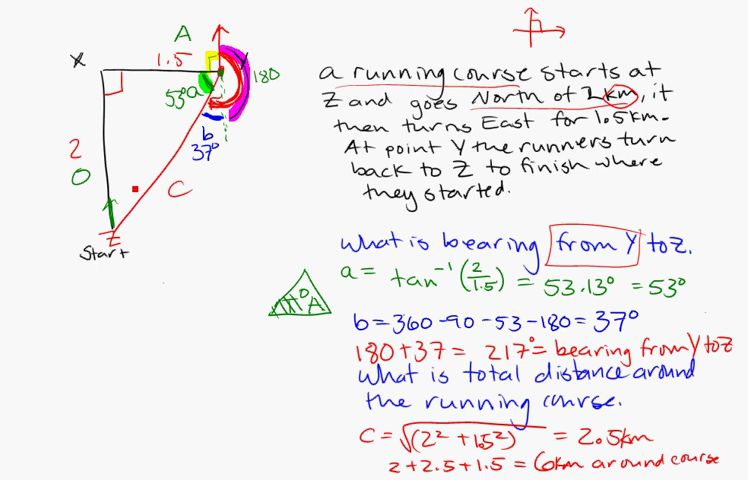 A
X
1.5
Y
180
a
53°
b
37°
2
O
C
Z
Start
a running course starts at
Z and goes North of 2km, it
then turns East for 1.5km.
At point Y the runners turn
back to Z to finish where
they started.
What is bearing from Y to Z.
a = tan⁻¹(2/1.5) = 53.13° = 53°
A
b = 360 - 90 - 53 - 180 = 37°
180 + 37 = 217° = bearing from Y to Z
What is total distance around
the running course.
C = √(2² + 1.5²) = 2.5km
2 + 2.5 + 1.5 = 6km around course